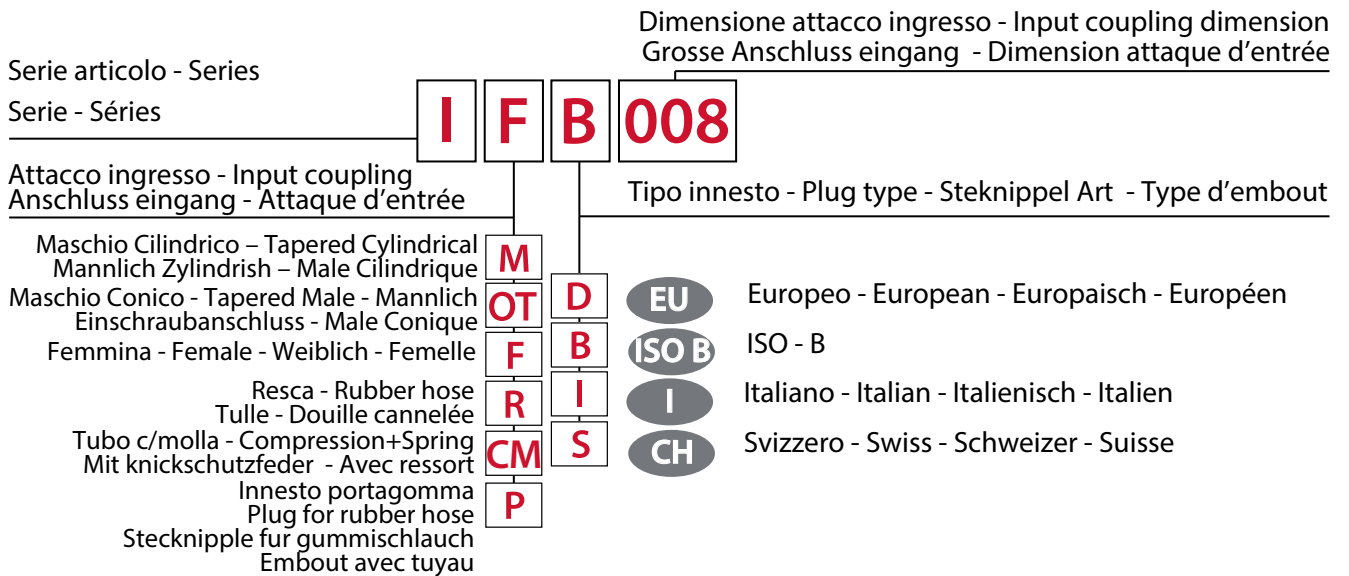 Dimensione attacco ingresso - Input coupling dimension
Grosse Anschluss eingang - Dimension attaque d'entrée
Serie articolo - Series
Serie - Séries
I F B 008
Attacco ingresso - Input coupling
Anschluss eingang - Attaque d'entrée
Tipo innesto - Plug type - Steknippel Art - Type d'embout
Maschio Cilindrico – Tapered Cylindrical
Mannlich Zylindrish – Male Cilindrique
M
Maschio Conico - Tapered Male - Mannlich
Einschraubanschluss - Male Conique
OT
Femmina - Female - Weiblich - Femelle
F
Resca - Rubber hose
Tulle - Douille cannelée
R
Tubo c/molla - Compression+Spring
Mit knickschutzfeder - Avec ressort
CM
Innesto portagomma
Plug for rubber hose
Stecknipple fur gummischlauch
Embout avec tuyau
P
D EU Europeo - European - Europaisch - Européen
B ISO B ISO - B
I I Italiano - Italian - Italienisch - Italien
S CH Svizzero - Swiss - Schweizer - Suisse